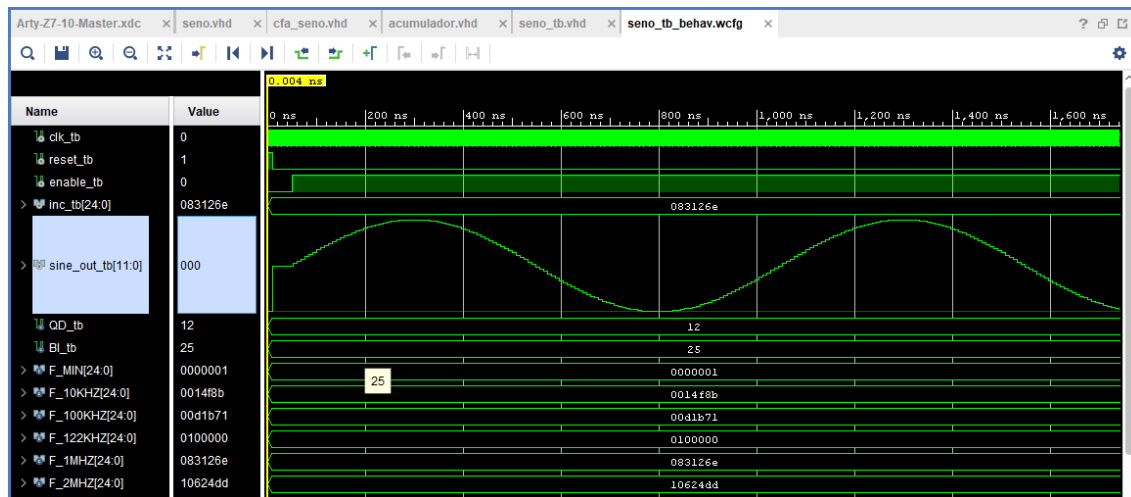 Arty-Z7-10-Master.xdc × seno.vhd × cfa_seno.vhd × acumulador.vhd × seno_tb.vhd × seno_tb_behav.wcfg × ?
0.004 ns
Name Value 0 ns 200 ns 400 ns 600 ns 800 ns 1,000 ns 1,200 ns 1,400 ns 1,600 ns
clk_tb 0
reset_tb 1
enable_tb 0
inc_tb[24:0] 083126e 083126e
sine_out_tb[11:0] 000
QD_tb 12 12
BI_tb 25 25
F_MIN[24:0] 0000001 0000001
25
F_10KHZ[24:0] 0014f8b 0014f8b
F_100KHZ[24:0] 00d1b71 00d1b71
F_122KHZ[24:0] 0100000 0100000
F_1MHZ[24:0] 083126e 083126e
F_2MHZ[24:0] 10624dd 10624dd